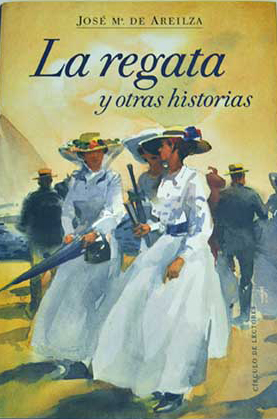 JOSÉ Mª. DE AREILZA
La regata
y otras historias
CÍRCULO DE LECTORES